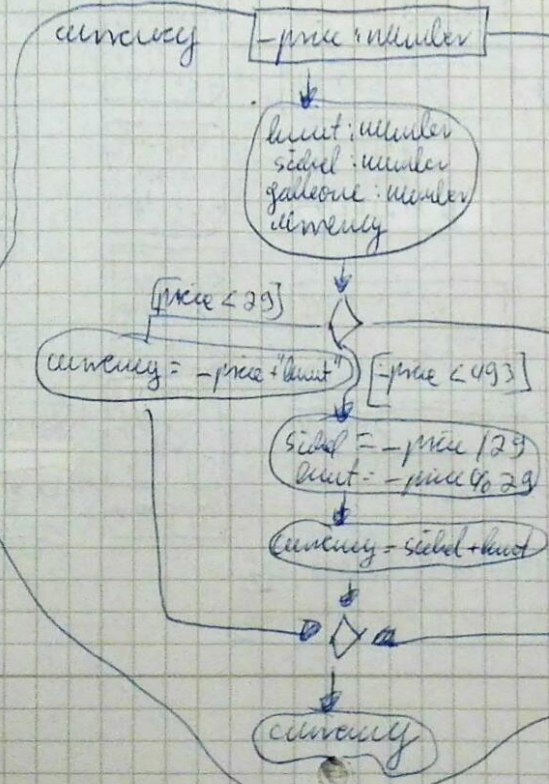 currency
_price : number
knut : number
sickel : number
galleone : number
currency
[price < 29]
currency = _price + "knut"
[_price < 493]
sickel = _price / 29
knut = _price % 29
currency = sickel + knut
currency